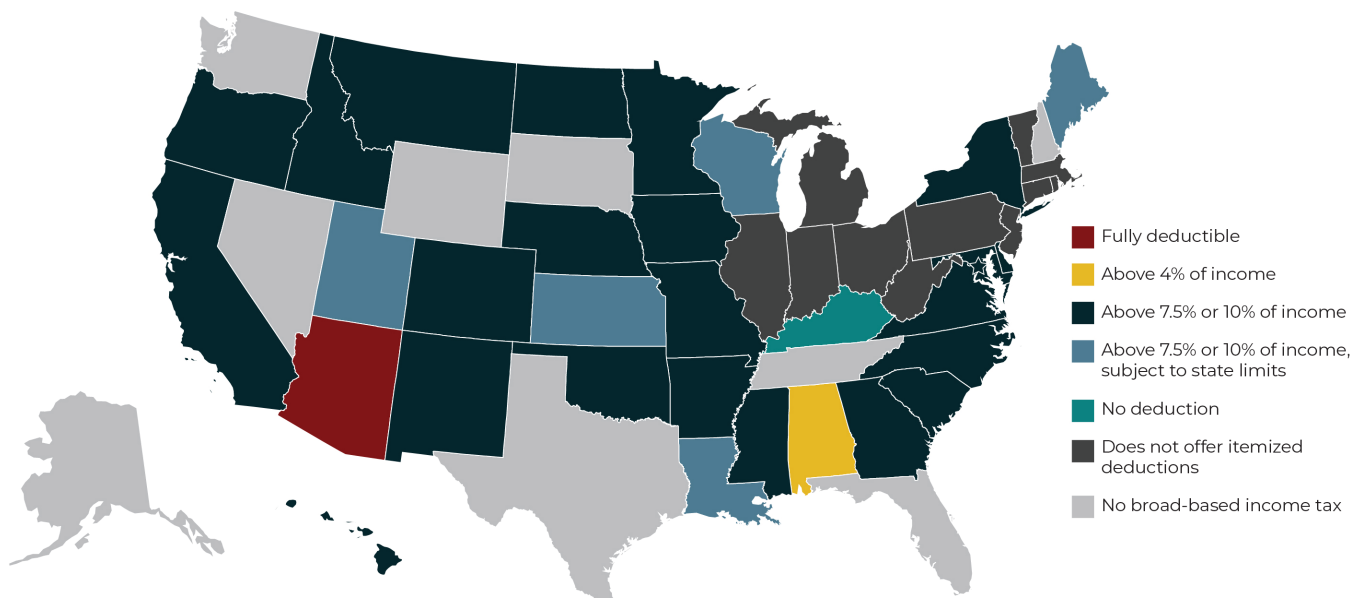 Fully deductible
Above 4% of income
Above 7.5% or 10% of income
Above 7.5% or 10% of income,
subject to state limits
No deduction
Does not offer itemized
deductions
No broad-based income tax